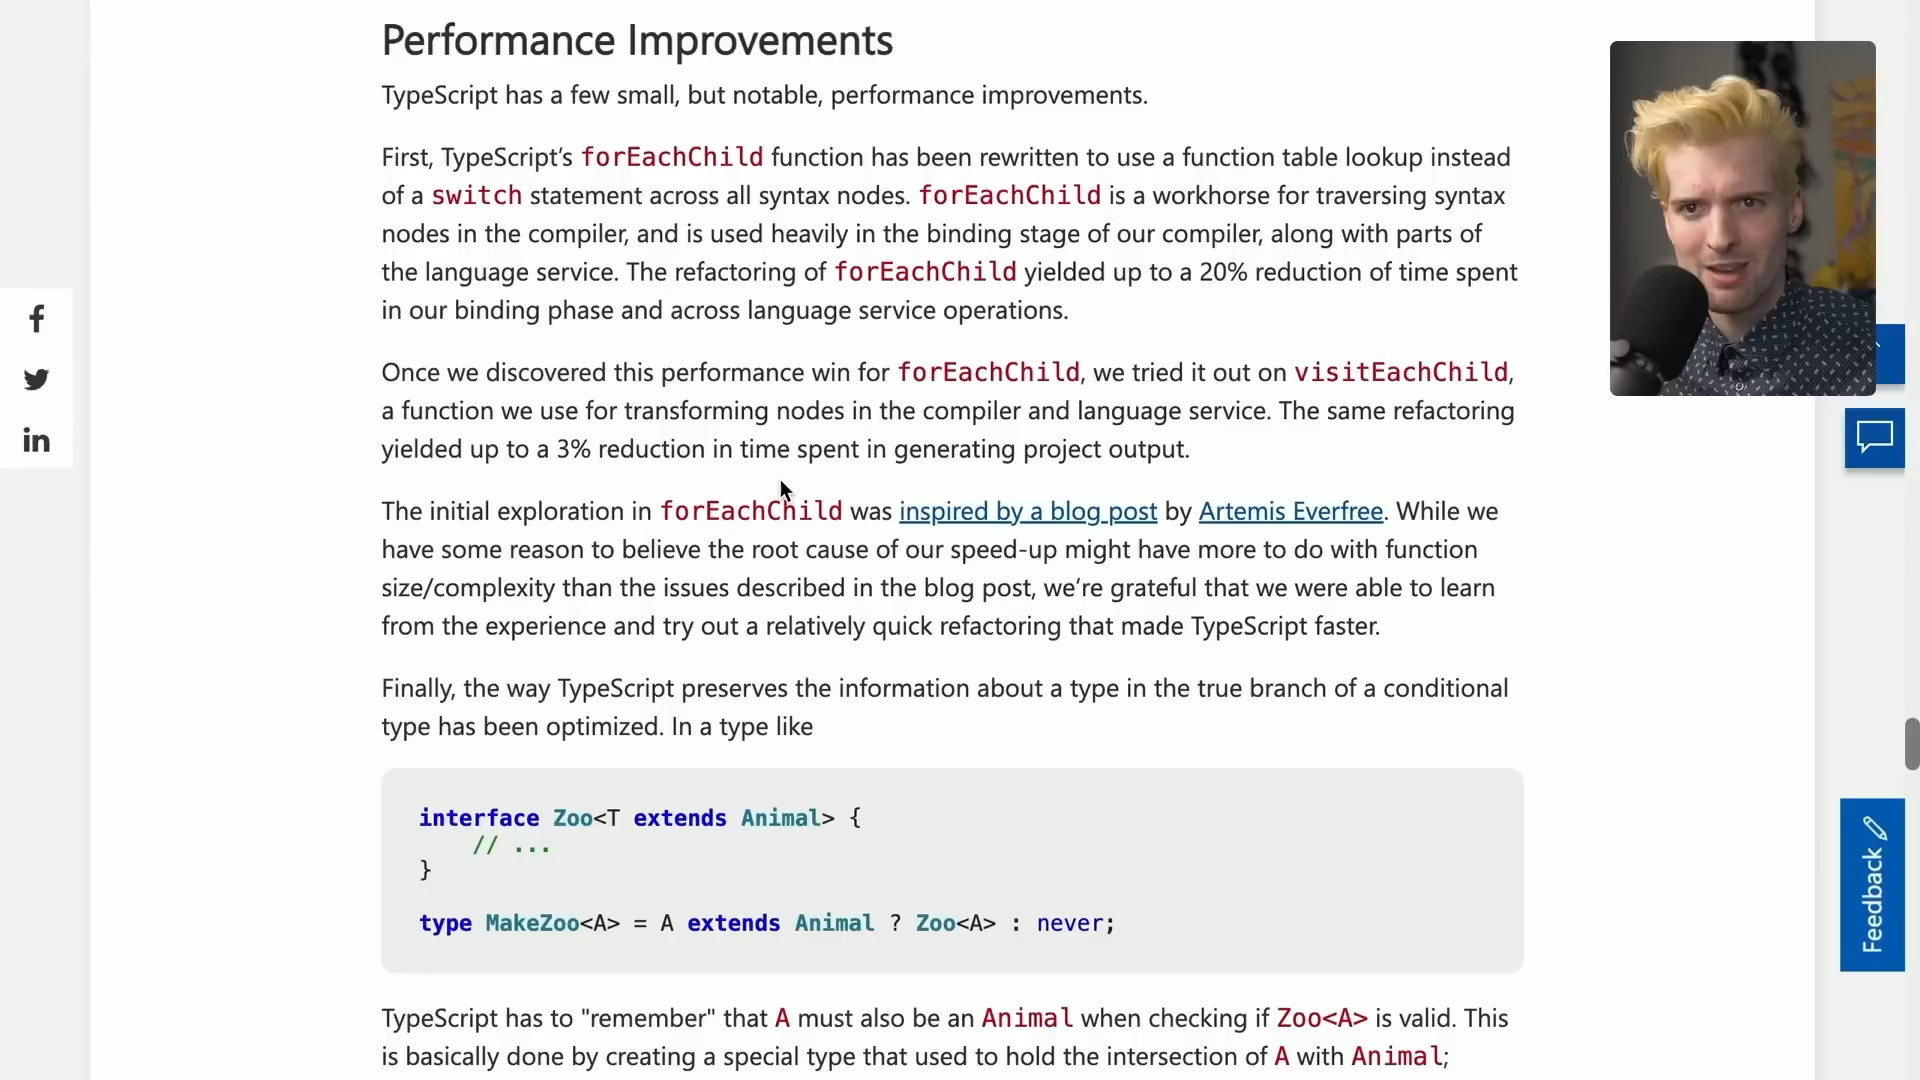 Performance Improvements
TypeScript has a few small, but notable, performance improvements.
First, TypeScript’s forEachChild function has been rewritten to use a function table lookup instead
of a switch statement across all syntax nodes. forEachChild is a workhorse for traversing syntax
nodes in the compiler, and is used heavily in the binding stage of our compiler, along with parts of
the language service. The refactoring of forEachChild yielded up to a 20% reduction of time spent
in our binding phase and across language service operations.
Once we discovered this performance win for forEachChild, we tried it out on visitEachChild,
a function we use for transforming nodes in the compiler and language service. The same refactoring
yielded up to a 3% reduction in time spent in generating project output.
The initial exploration in forEachChild was inspired by a blog post by Artemis Everfree. While we
have some reason to believe the root cause of our speed-up might have more to do with function
size/complexity than the issues described in the blog post, we’re grateful that we were able to learn
from the experience and try out a relatively quick refactoring that made TypeScript faster.
Finally, the way TypeScript preserves the information about a type in the true branch of a conditional
type has been optimized. In a type like
interface Zoo<T extends Animal> {
// ...
}
type MakeZoo<A> = A extends Animal ? Zoo<A> : never;
TypeScript has to "remember" that A must also be an Animal when checking if Zoo<A> is valid. This
is basically done by creating a special type that used to hold the intersection of A with Animal;
Feedback